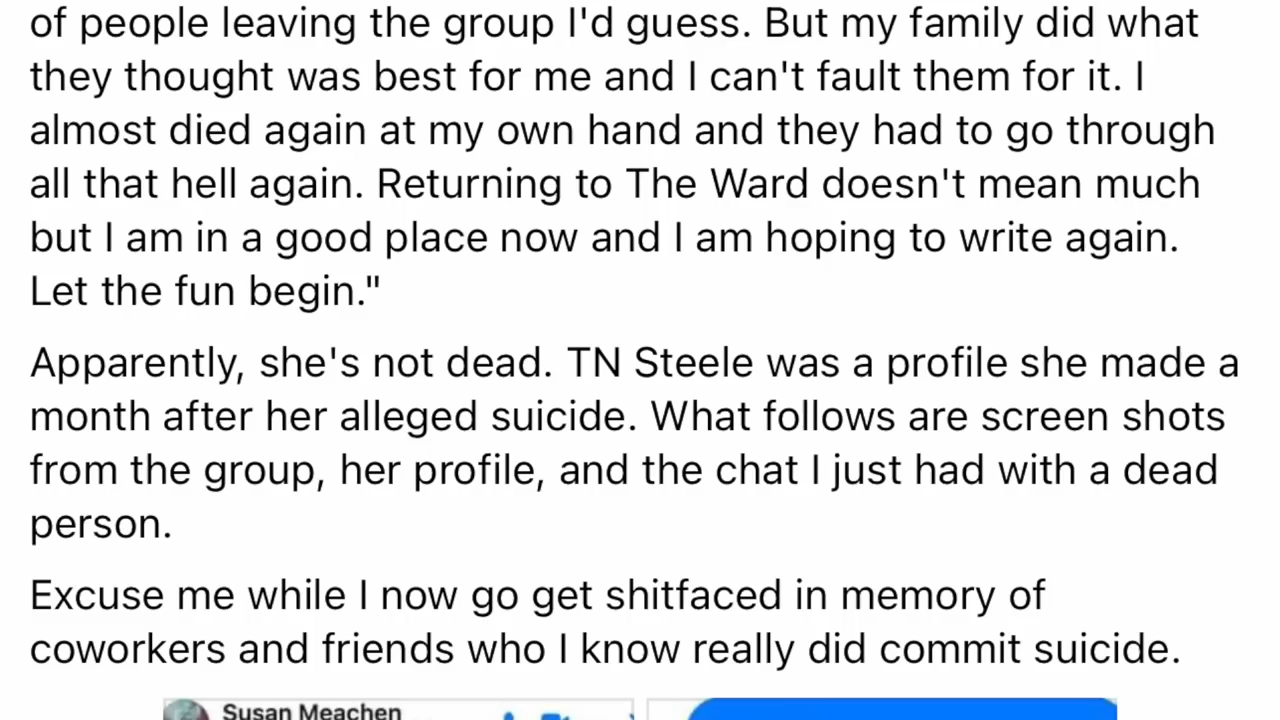 of people leaving the group I'd guess. But my family did what
they thought was best for me and I can't fault them for it. I
almost died again at my own hand and they had to go through
all that hell again. Returning to The Ward doesn't mean much
but I am in a good place now and I am hoping to write again.
Let the fun begin."
Apparently, she's not dead. TN Steele was a profile she made a
month after her alleged suicide. What follows are screen shots
from the group, her profile, and the chat I just had with a dead
person.
Excuse me while I now go get shitfaced in memory of
coworkers and friends who I know really did commit suicide.
Susan Meachen